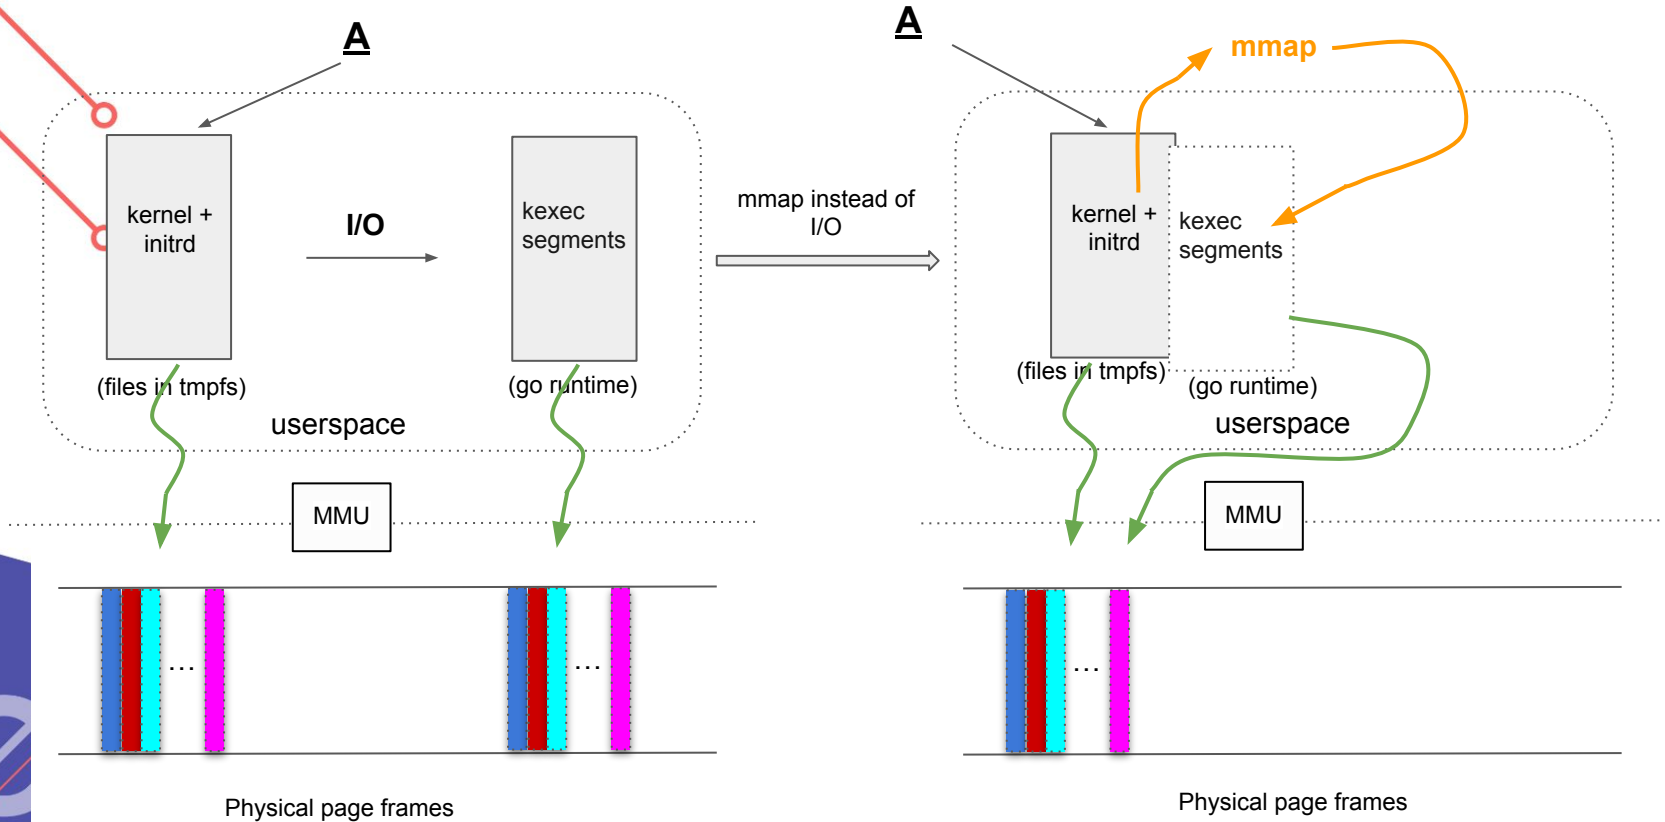 A
kernel +
initrd
I/O
kexec
segments
(files in tmpfs)
(go runtime)
userspace
MMU
...
...
Physical page frames
mmap instead of
I/O
A
mmap
kernel +
initrd
kexec
segments
(files in tmpfs)
(go runtime)
userspace
MMU
...
Physical page frames